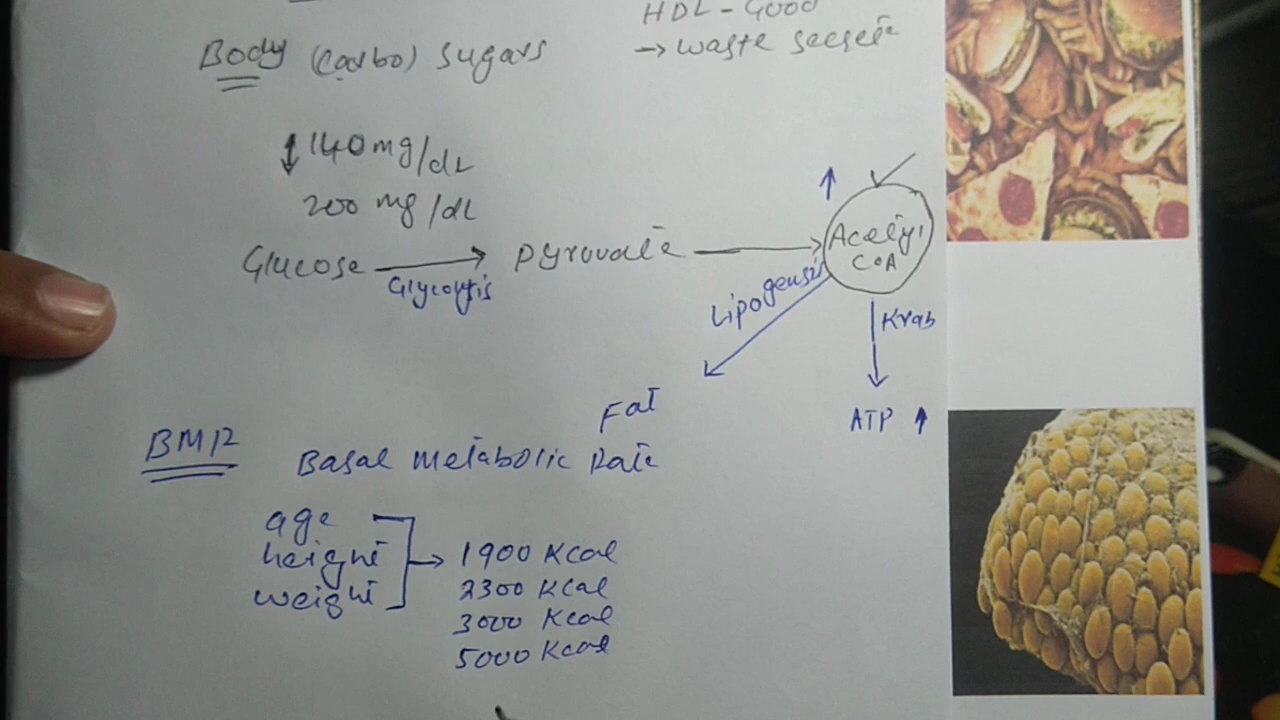 HDL - Good
→ waste
Body (carbo) sugars
↓ 140 mg/dL
200 mg/dL
Glucose → Pyruvate → Acetyl CoA
Glycolysis
↑
Lipogensis
Krab
Fat
ATP ↑
BMR Basal Metabolic Rate
age
height → 1900 Kcal
weight 2300 Kcal
3000 Kcal
5000 Kcal